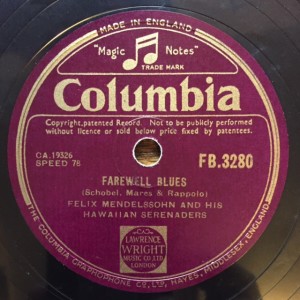 MADE IN ENGLAND
"Magic Notes"
TRADE MARK
Columbia
Copyright, patented Record. Not to be publicly performed
without licence or sold below price fixed by patentees.
CA.19326
SPEED 78
FB.3280
FAREWELL BLUES
(Schobel, Mares & Rappolo)
FELIX MENDELSSOHN AND HIS
HAWAIIAN SERENADERS
LAWRENCE
WRIGHT
MUSIC CO. LTD.
LONDON
THE COLUMBIA GRAPHOPHONE CO., LTD., HAYES, MIDDLESEX, ENGLAND.